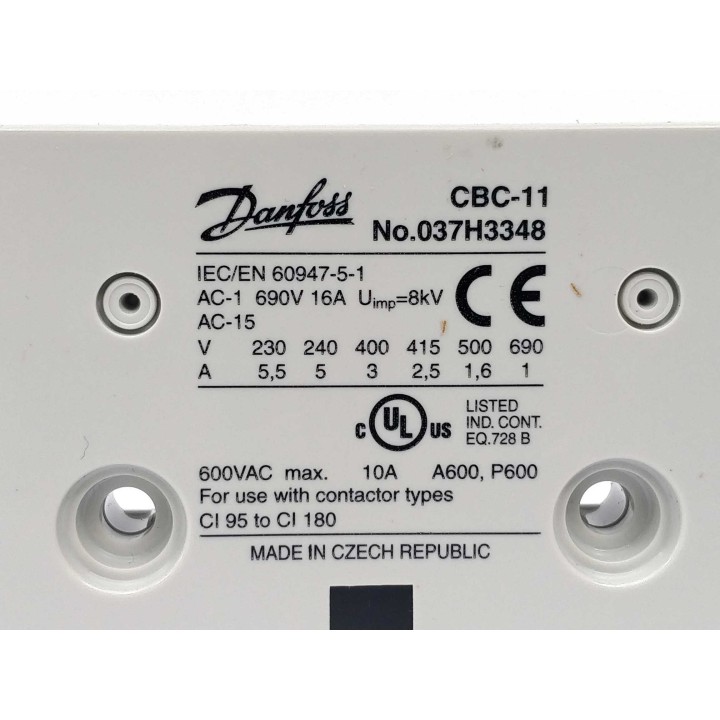 Danfoss CBC-11
No.037H3348
IEC/EN 60947-5-1
AC-1 690V 16A Uimp=8kV CE
AC-15
V 230 240 400 415 500 690
A 5,5 5 3 2,5 1,6 1
c UL us LISTED
IND. CONT.
EQ.728 B
600VAC max. 10A A600, P600
For use with contactor types
CI 95 to CI 180
MADE IN CZECH REPUBLIC